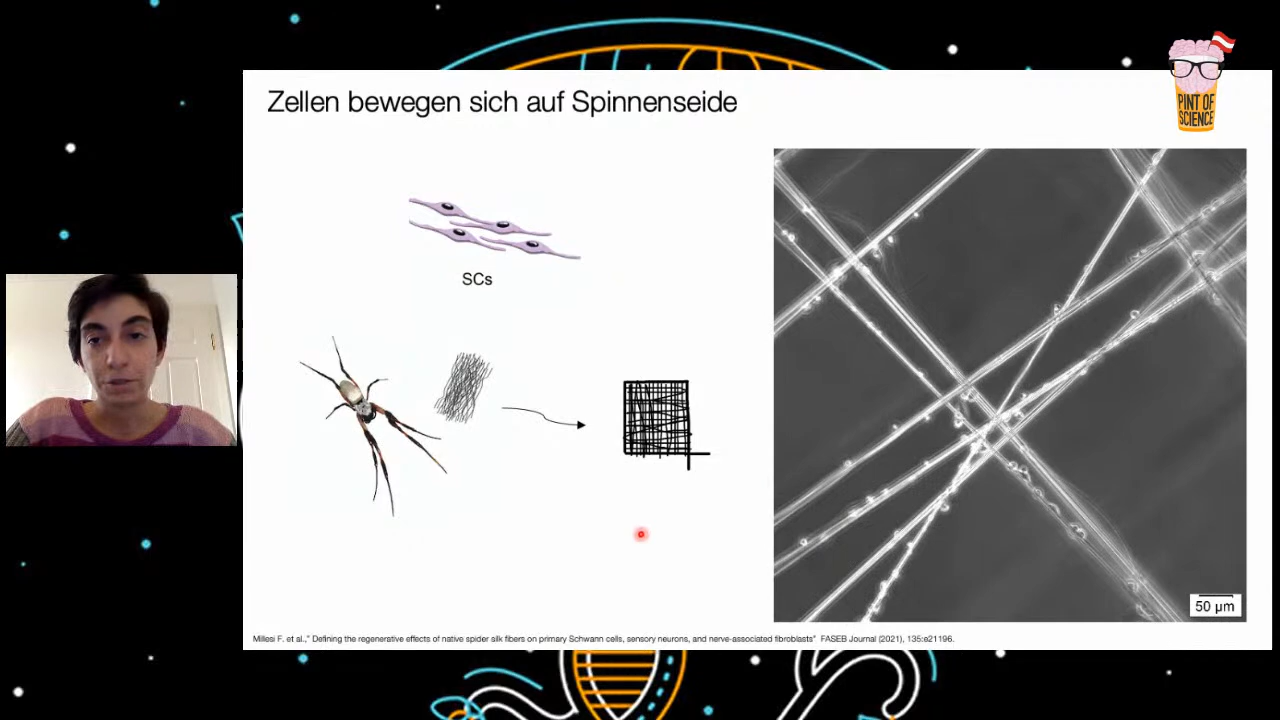 Zellen bewegen sich auf Spinnenseide
PINT OF
SCIENCE
SCs
50 µm
Millesi F. et al.,” Defining the regenerative effects of native spider silk fibers on primary Schwann cells, sensory neurons, and nerve-associated fibroblasts” FASEB Journal (2021), 135:e21196.